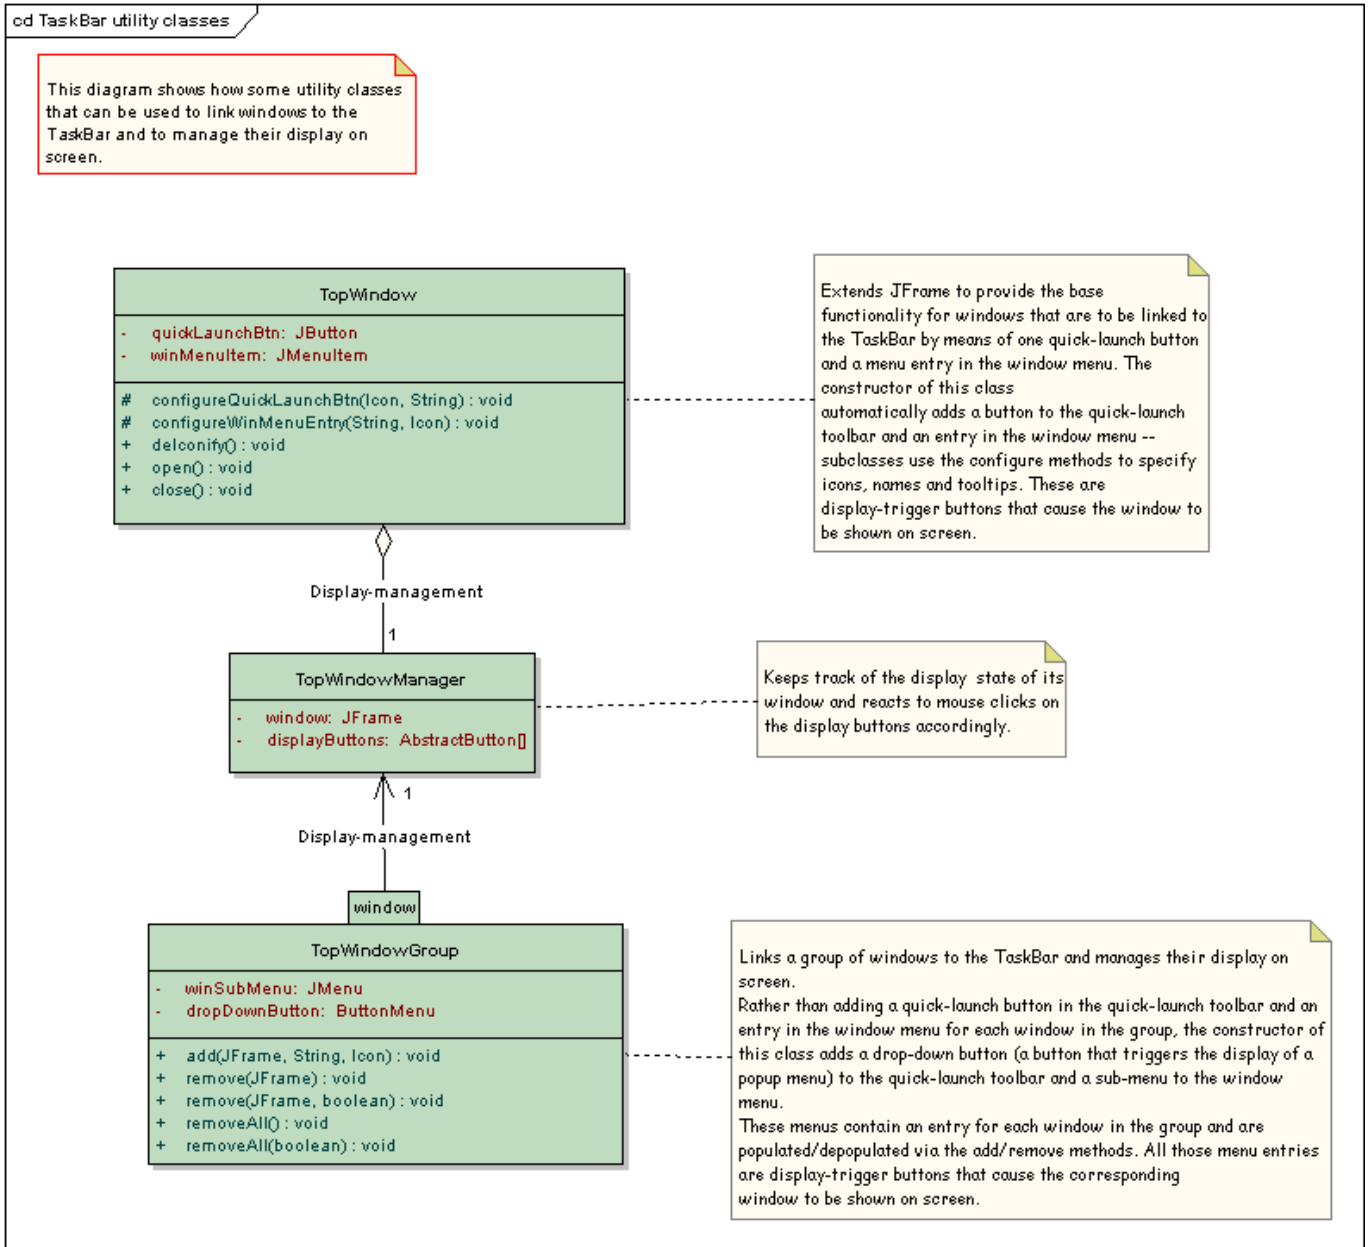 cd TaskBar utility classes
This diagram shows how some utility classes
that can be used to link windows to the
TaskBar and to manage their display on
screen.
TopWindow
- quickLaunchBtn: JButton
- winMenuItem: JMenuItem
# configureQuickLaunchBtn(Icon, String) : void
# configureWinMenuEntry(String, Icon) : void
+ deIconify() : void
+ open() : void
+ close() : void
Extends JFrame to provide the base
functionality for windows that are to be linked to
the TaskBar by means of one quick-launch button
and a menu entry in the window menu. The
constructor of this class
automatically adds a button to the quick-launch
toolbar and an entry in the window menu --
subclasses use the configure methods to specify
icons, names and tooltips. These are
display-trigger buttons that cause the window to
be shown on screen.
Display-management
1
TopWindowManager
- window: JFrame
- displayButtons: AbstractButton[]
Keeps track of the display state of its
window and reacts to mouse clicks on
the display buttons accordingly.
1
Display-management
window
TopWindowGroup
- winSubMenu: JMenu
- dropDownButton: ButtonMenu
+ add(JFrame, String, Icon) : void
+ remove(JFrame) : void
+ remove(JFrame, boolean) : void
+ removeAll() : void
+ removeAll(boolean) : void
Links a group of windows to the TaskBar and manages their display on
screen.
Rather than adding a quick-launch button in the quick-launch toolbar and an
entry in the window menu for each window in the group, the constructor of
this class adds a drop-down button (a button that triggers the display of a
popup menu) to the quick-launch toolbar and a sub-menu to the window
menu.
These menus contain an entry for each window in the group and are
populated/depopulated via the add/remove methods. All those menu entries
are display-trigger buttons that cause the corresponding
window to be shown on screen.